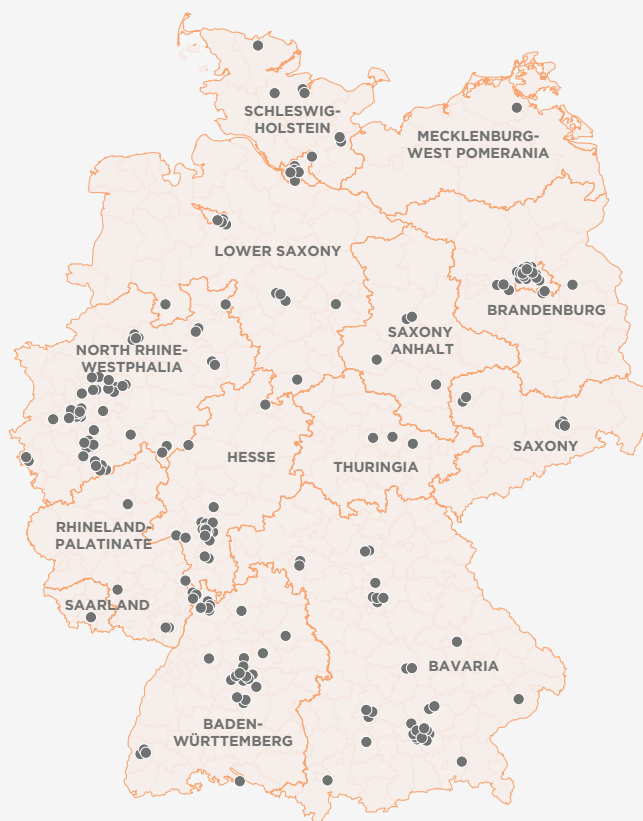 SCHLESWIG-
HOLSTEIN
MECKLENBURG-
WEST POMERANIA
LOWER SAXONY
BRANDENBURG
SAXONY
ANHALT
NORTH RHINE-
WESTPHALIA
SAXONY
HESSE
THURINGIA
RHINELAND-
PALATINATE
SAARLAND
BAVARIA
BADEN-
WÜRTTEMBERG